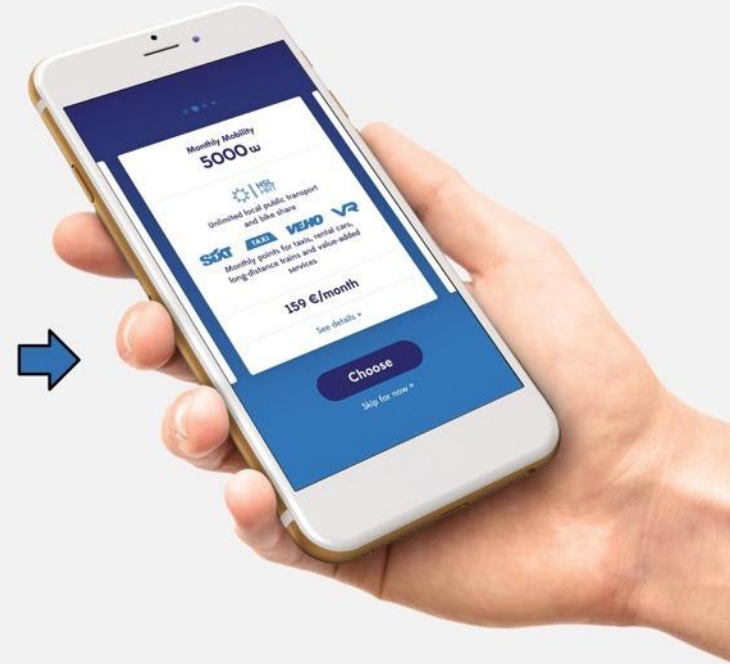 Monthly Mobility
5000 ω
HSL
HRT
Unlimited local public transport
and bike share
SIXT TAXI VEHO VR
Monthly points for taxis, rental cars,
long-distance trains and value-added
services
159 €/month
See details »
Choose
Skip for now »